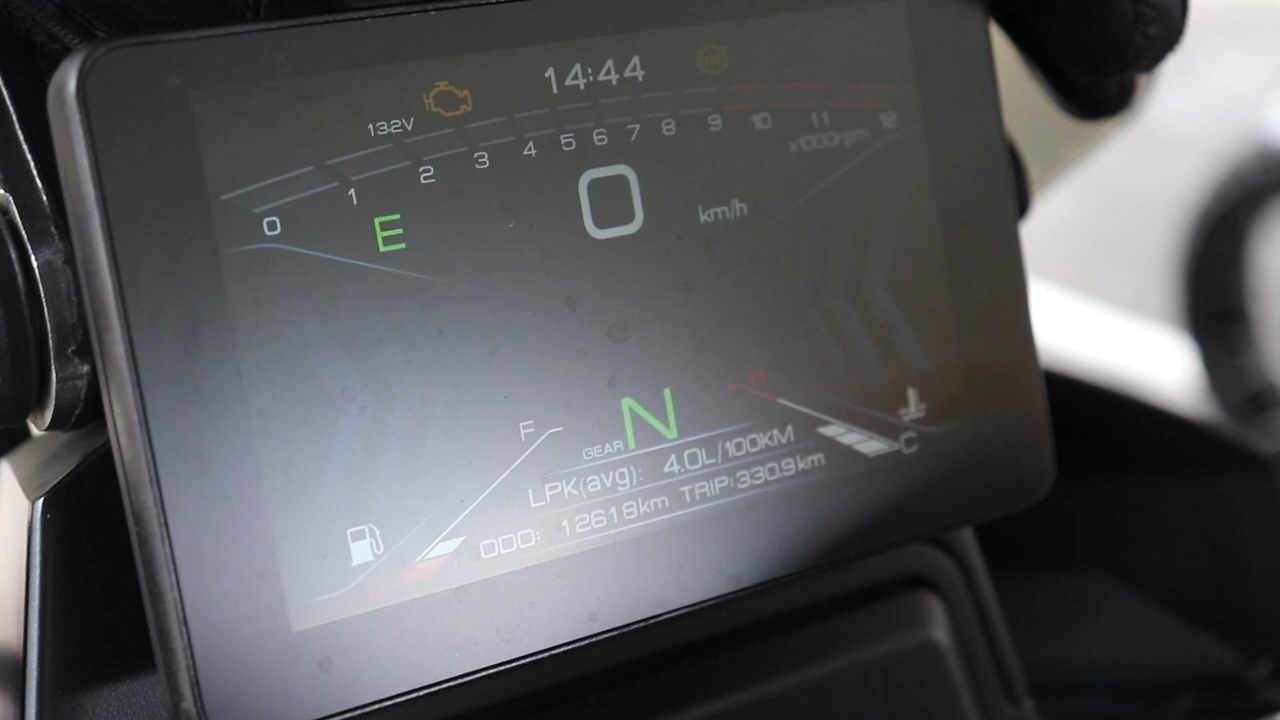 14:44
13.2V
0 1 2 3 4 5 6 7 8 9 10 11 12
x1000rpm
E
0 km/h
H
F
GEAR N
C
LPK(avg): 4.0L/100KM
ODO: 12618km TRIP:330.9km
E